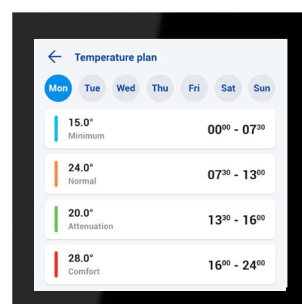 Temperature plan
Mon Tue Wed Thu Fri Sat Sun
15.0°
Minimum
00⁰⁰ - 07³⁰
24.0°
Normal
07³⁰ - 13⁰⁰
20.0°
Attenuation
13³⁰ - 16⁰⁰
28.0°
Comfort
16⁰⁰ - 24⁰⁰